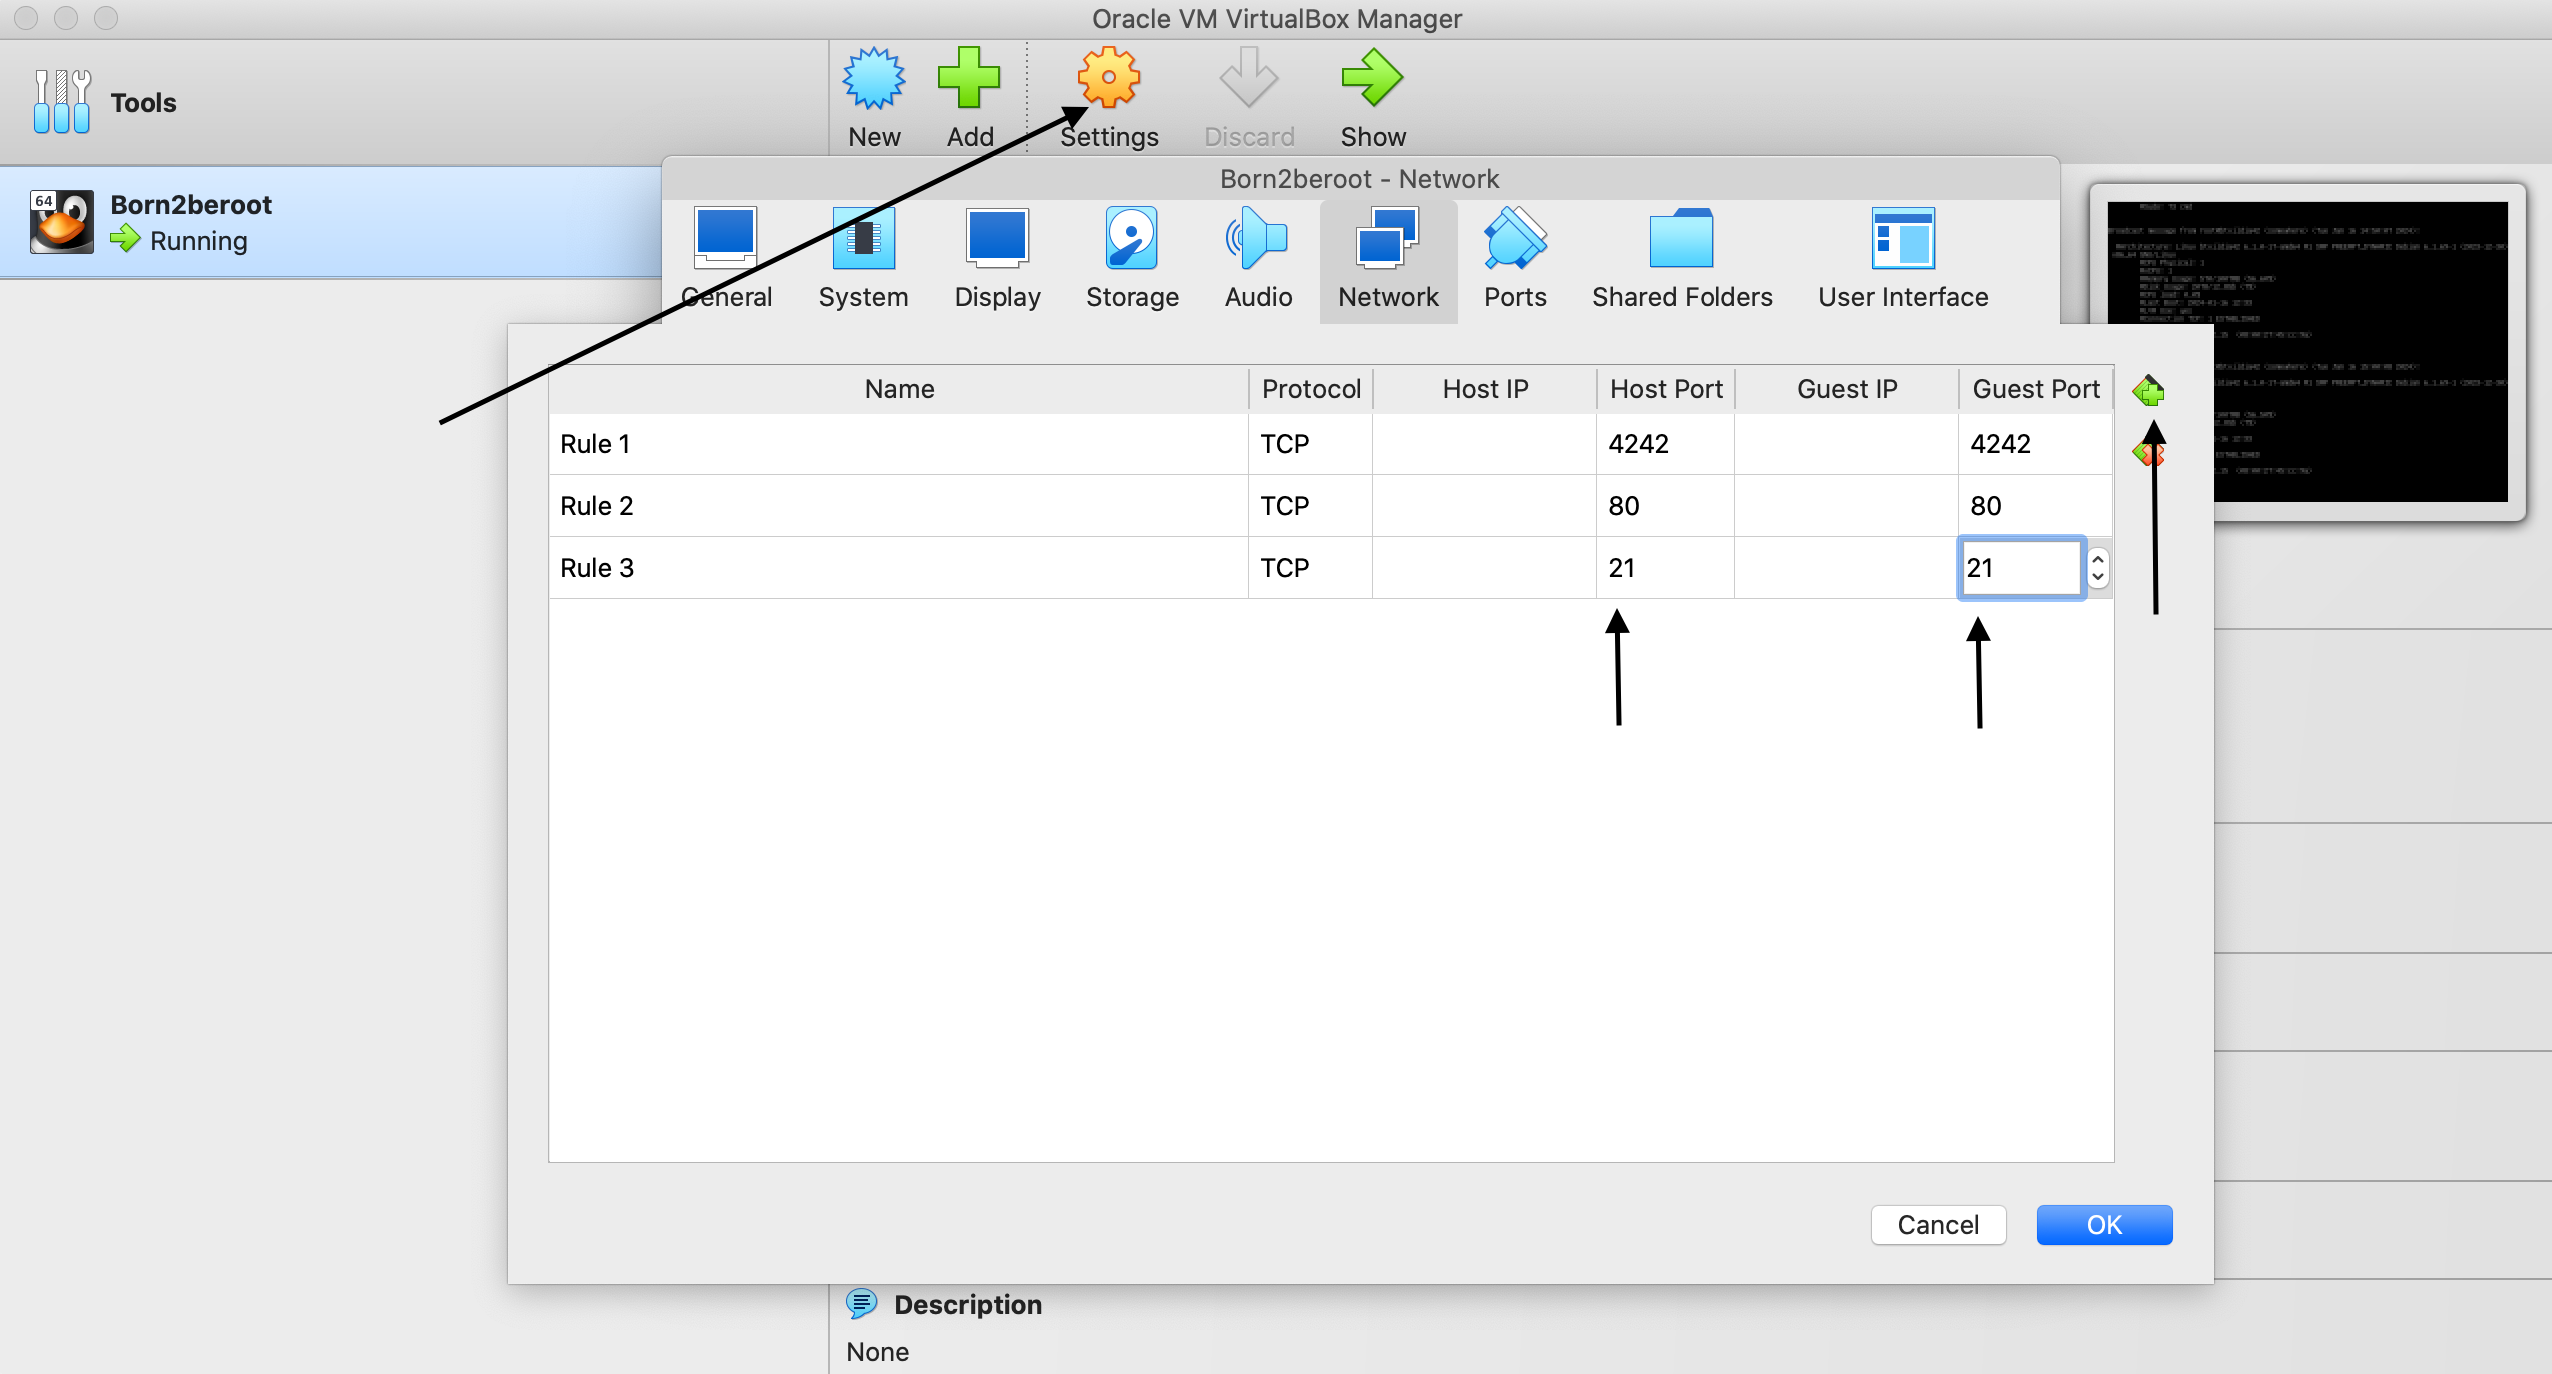 Oracle VM VirtualBox Manager
Tools
New
Add
Settings
Discard
Show
64
Born2beroot
Running
Born2beroot - Network
General
System
Display
Storage
Audio
Network
Ports
Shared Folders
User Interface
Name Protocol Host IP Host Port Guest IP Guest Port
Rule 1 TCP 4242 4242
Rule 2 TCP 80 80
Rule 3 TCP 21 21
Cancel
OK
Description
None